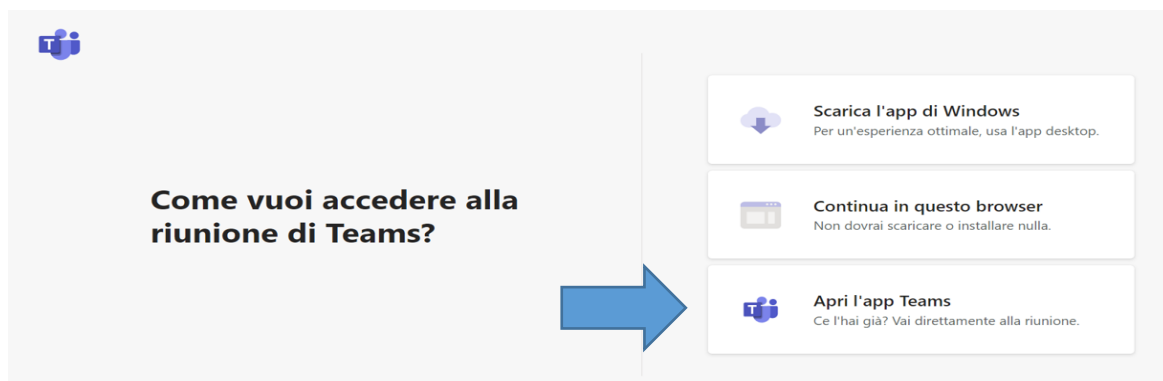 T
Come vuoi accedere alla
riunione di Teams?
Scarica l'app di Windows
Per un'esperienza ottimale, usa l'app desktop.
Continua in questo browser
Non dovrai scaricare o installare nulla.
T
Apri l'app Teams
Ce l'hai già? Vai direttamente alla riunione.